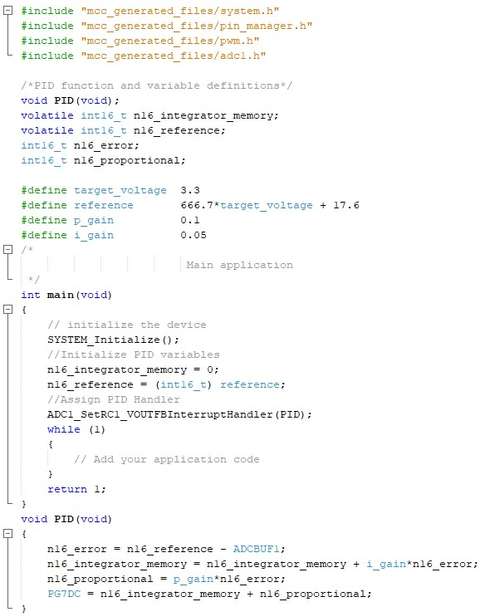 #include "mcc_generated_files/system.h"
#include "mcc_generated_files/pin_manager.h"
#include "mcc_generated_files/pwm.h"
#include "mcc_generated_files/adc1.h"
/*PID function and variable definitions*/
void PID(void);
volatile int16_t n16_integrator_memory;
volatile int16_t n16_reference;
int16_t n16_error;
int16_t n16_proportional;
#define target_voltage 3.3
#define reference 666.7*target_voltage + 17.6
#define p_gain 0.1
#define i_gain 0.05
/*
Main application
*/
int main(void)
{
// initialize the device
SYSTEM_Initialize();
//Initialize PID variables
n16_integrator_memory = 0;
n16_reference = (int16_t) reference;
//Assign PID Handler
ADC1_SetRC1_VOUTFBInterruptHandler(PID);
while (1)
{
// Add your application code
}
return 1;
}
void PID(void)
{
n16_error = n16_reference - ADCBUF1;
n16_integrator_memory = n16_integrator_memory + i_gain*n16_error;
n16_proportional = p_gain*n16_error;
PG7DC = n16_integrator_memory + n16_proportional;
}